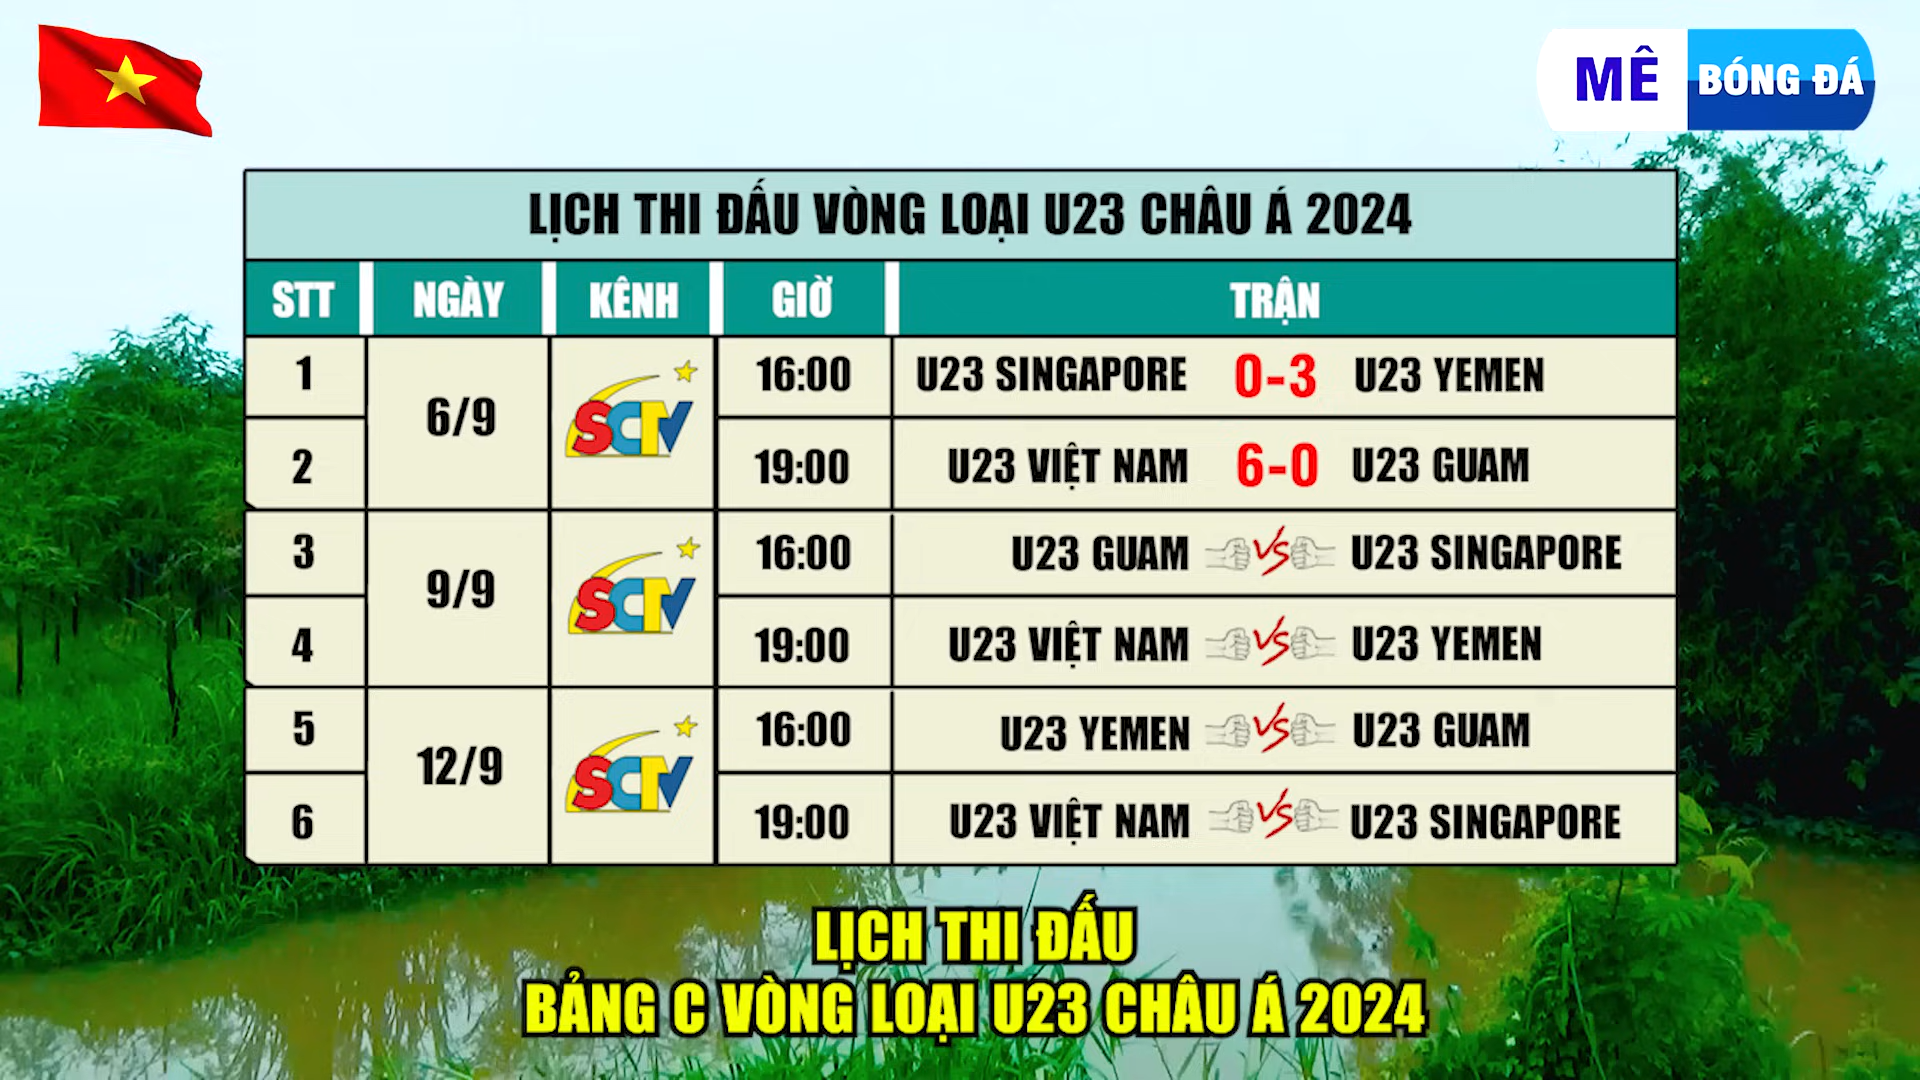 MÊ BÓNG ĐÁ
LỊCH THI ĐẤU VÒNG LOẠI U23 CHÂU Á 2024
STT NGÀY KÊNH GIỜ TRẬN
1 6/9 SCTV 16:00 U23 SINGAPORE 0-3 U23 YEMEN
2 19:00 U23 VIỆT NAM 6-0 U23 GUAM
3 9/9 SCTV 16:00 U23 GUAM VS U23 SINGAPORE
4 19:00 U23 VIỆT NAM VS U23 YEMEN
5 12/9 SCTV 16:00 U23 YEMEN VS U23 GUAM
6 19:00 U23 VIỆT NAM VS U23 SINGAPORE
LỊCH THI ĐẤU
BẢNG C VÒNG LOẠI U23 CHÂU Á 2024